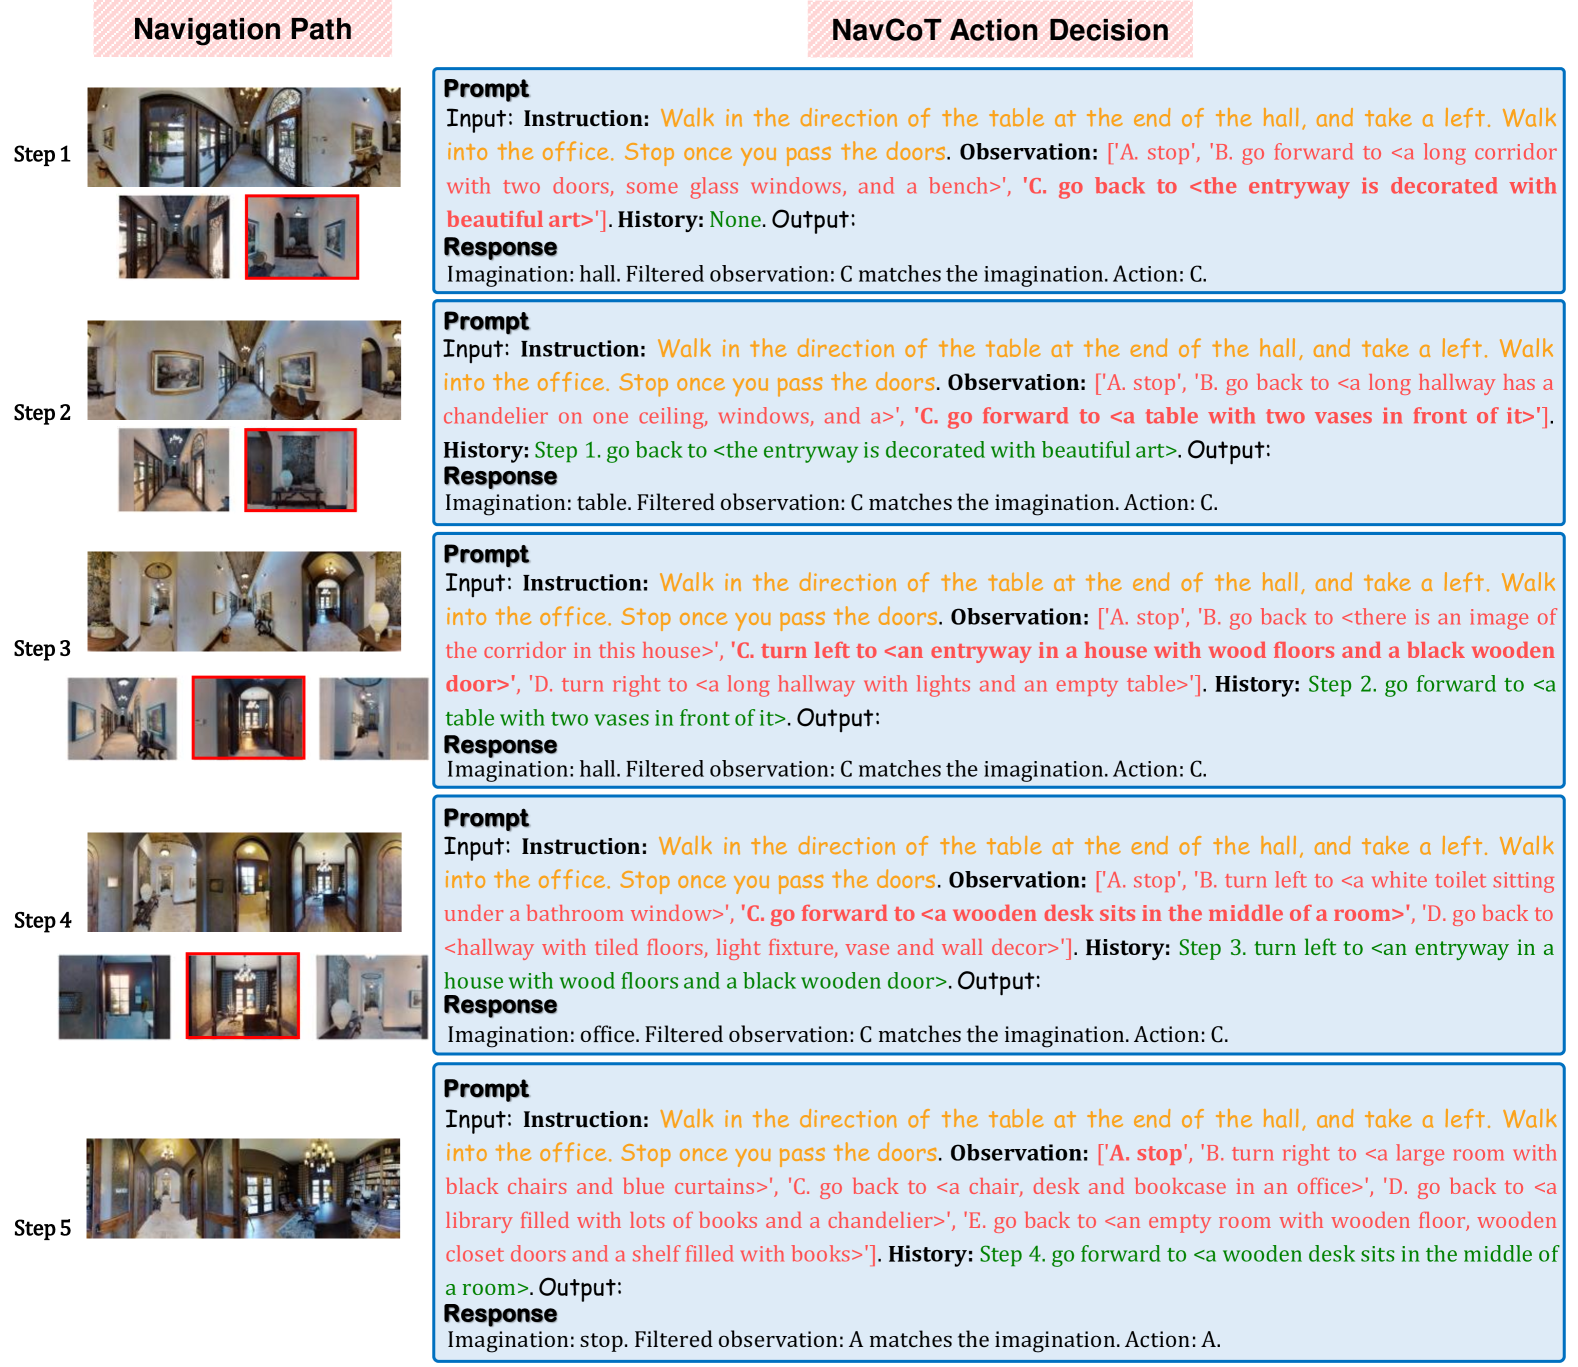 Navigation Path
NavCoT Action Decision
Step 1
Prompt
Input: Instruction: Walk in the direction of the table at the end of the hall, and take a left. Walk
into the office. Stop once you pass the doors. Observation: ['A. stop', 'B. go forward to <a long corridor
with two doors, some glass windows, and a bench>', 'C. go back to <the entryway is decorated with
beautiful art>']. History: None. Output:
Response
Imagination: hall. Filtered observation: C matches the imagination. Action: C.
Step 2
Prompt
Input: Instruction: Walk in the direction of the table at the end of the hall, and take a left. Walk
into the office. Stop once you pass the doors. Observation: ['A. stop', 'B. go back to <a long hallway has a
chandelier on one ceiling, windows, and a>', 'C. go forward to <a table with two vases in front of it>'].
History: Step 1. go back to <the entryway is decorated with beautiful art>. Output:
Response
Imagination: table. Filtered observation: C matches the imagination. Action: C.
Step 3
Prompt
Input: Instruction: Walk in the direction of the table at the end of the hall, and take a left. Walk
into the office. Stop once you pass the doors. Observation: ['A. stop', 'B. go back to <there is an image of
the corridor in this house>', 'C. turn left to <an entryway in a house with wood floors and a black wooden
door>', 'D. turn right to <a long hallway with lights and an empty table>']. History: Step 2. go forward to <a
table with two vases in front of it>. Output:
Response
Imagination: hall. Filtered observation: C matches the imagination. Action: C.
Step 4
Prompt
Input: Instruction: Walk in the direction of the table at the end of the hall, and take a left. Walk
into the office. Stop once you pass the doors. Observation: ['A. stop', 'B. turn left to <a white toilet sitting
under a bathroom window>', 'C. go forward to <a wooden desk sits in the middle of a room>', 'D. go back to
<hallway with tiled floors, light fixture, vase and wall decor>']. History: Step 3. turn left to <an entryway in a
house with wood floors and a black wooden door>. Output:
Response
Imagination: office. Filtered observation: C matches the imagination. Action: C.
Step 5
Prompt
Input: Instruction: Walk in the direction of the table at the end of the hall, and take a left. Walk
into the office. Stop once you pass the doors. Observation: ['A. stop', 'B. turn right to <a large room with
black chairs and blue curtains>', 'C. go back to <a chair, desk and bookcase in an office>', 'D. go back to <a
library filled with lots of books and a chandelier>', 'E. go back to <an empty room with wooden floor, wooden
closet doors and a shelf filled with books>']. History: Step 4. go forward to <a wooden desk sits in the middle of
a room>. Output:
Response
Imagination: stop. Filtered observation: A matches the imagination. Action: A.